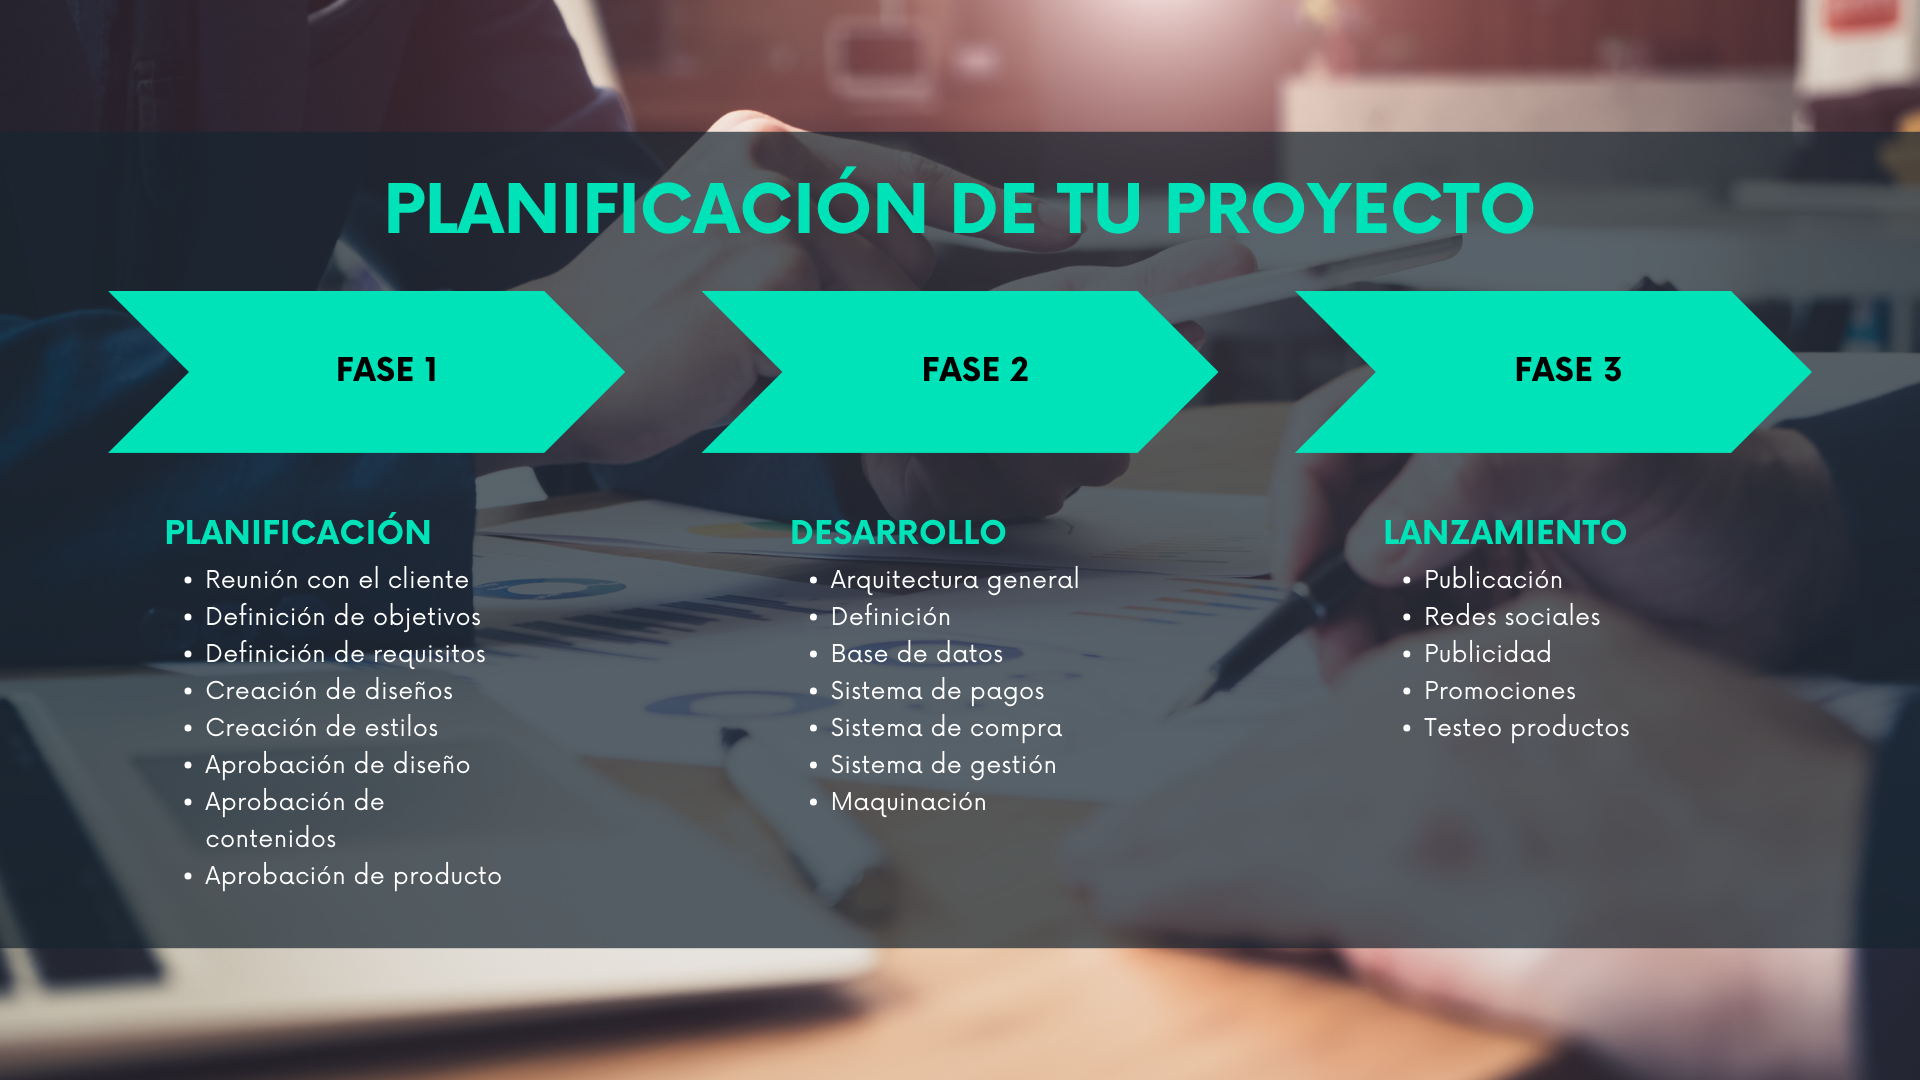 PLANIFICACIÓN DE TU PROYECTO
FASE 1
FASE 2
FASE 3
PLANIFICACIÓN
• Reunión con el cliente
• Definición de objetivos
• Definición de requisitos
• Creación de diseños
• Creación de estilos
• Aprobación de diseño
• Aprobación de
contenidos
• Aprobación de producto
DESARROLLO
• Arquitectura general
• Definición
• Base de datos
• Sistema de pagos
• Sistema de compra
• Sistema de gestión
• Maquinación
LANZAMIENTO
• Publicación
• Redes sociales
• Publicidad
• Promociones
• Testeo productos